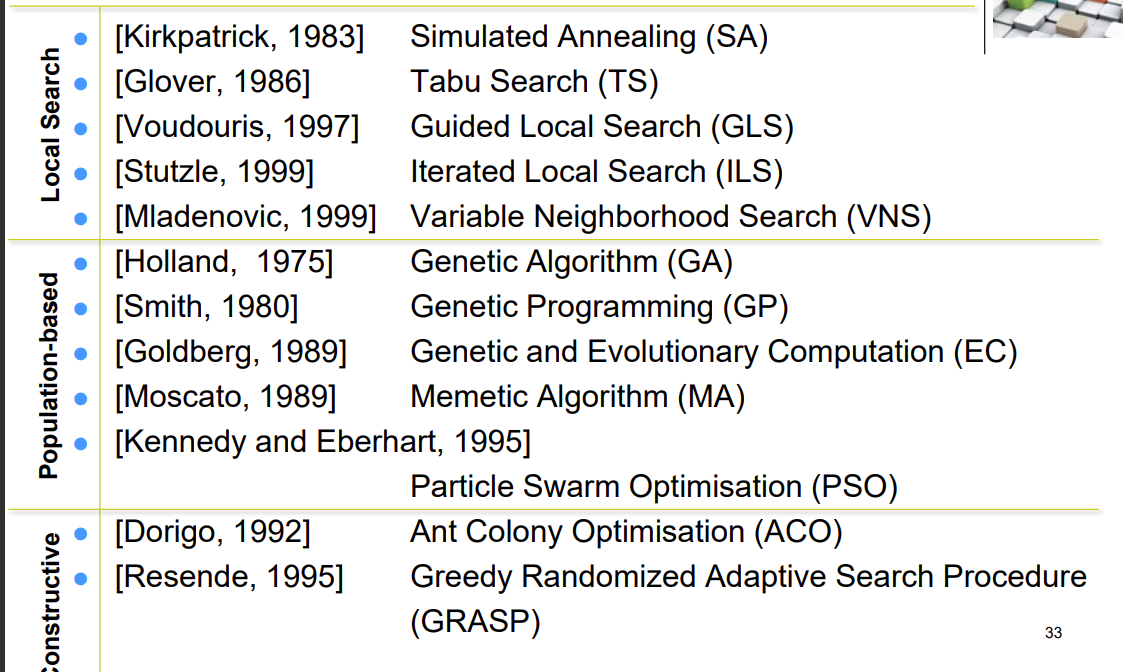 Local Search
[Kirkpatrick, 1983] Simulated Annealing (SA)
[Glover, 1986] Tabu Search (TS)
[Voudouris, 1997] Guided Local Search (GLS)
[Stutzle, 1999] Iterated Local Search (ILS)
[Mladenovic, 1999] Variable Neighborhood Search (VNS)
Population-based
[Holland, 1975] Genetic Algorithm (GA)
[Smith, 1980] Genetic Programming (GP)
[Goldberg, 1989] Genetic and Evolutionary Computation (EC)
[Moscato, 1989] Memetic Algorithm (MA)
[Kennedy and Eberhart, 1995]
Particle Swarm Optimisation (PSO)
Constructive
[Dorigo, 1992] Ant Colony Optimisation (ACO)
[Resende, 1995] Greedy Randomized Adaptive Search Procedure
(GRASP)
33